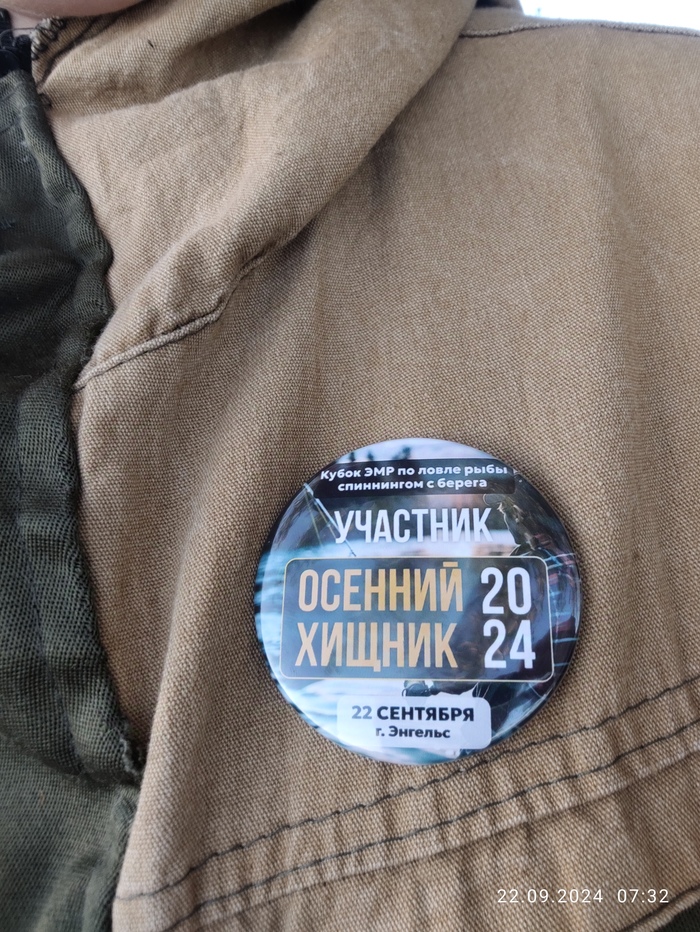 Кубок ЭМР по ловле рыбы
спиннингом с берега
УЧАСТНИК
ОСЕННИЙ 20
ХИЩНИК 24
22 СЕНТЯБРЯ
г. Энгельс
22.09.2024 07:32